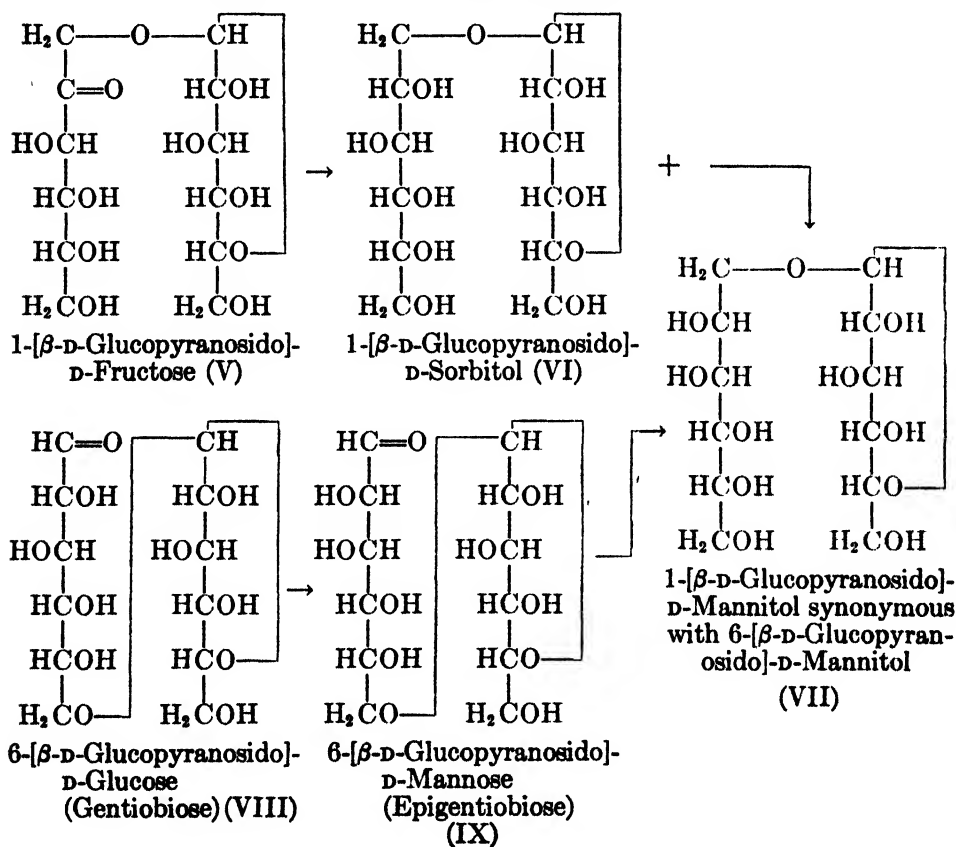 H₂C—O—CH H₂C—O—CH
C=O HCOH HCOH HCOH
HOCH HOCH HOCH HOCH
→ +
HCOH HCOH HCOH HCOH
HCOH HCO— HCOH HCO—
H₂COH H₂COH H₂COH H₂COH
1-[β-D-Glucopyranosido]-
D-Fructose (V)
1-[β-D-Glucopyranosido]-
D-Sorbitol (VI)
H₂C—O—CH
HOCH HCOH
HOCH HOCH
HCOH HCOH
HCOH HCO—
H₂COH H₂COH
1-[β-D-Glucopyranosido]-
D-Mannitol synonymous
with 6-[β-D-Glucopyran-
osido]-D-Mannitol
(VII)
HC=O CH HC=O CH
HCOH HCOH HOCH HCOH
HOCH HOCH HOCH HOCH
→
HCOH HCOH HCOH HCOH
HCOH HCO— HCOH HCO—
H₂CO— H₂COH H₂CO— H₂COH
6-[β-D-Glucopyranosido]-
D-Glucose
(Gentiobiose) (VIII)
6-[β-D-Glucopyranosido]-
D-Mannose
(Epigentiobiose)
(IX)